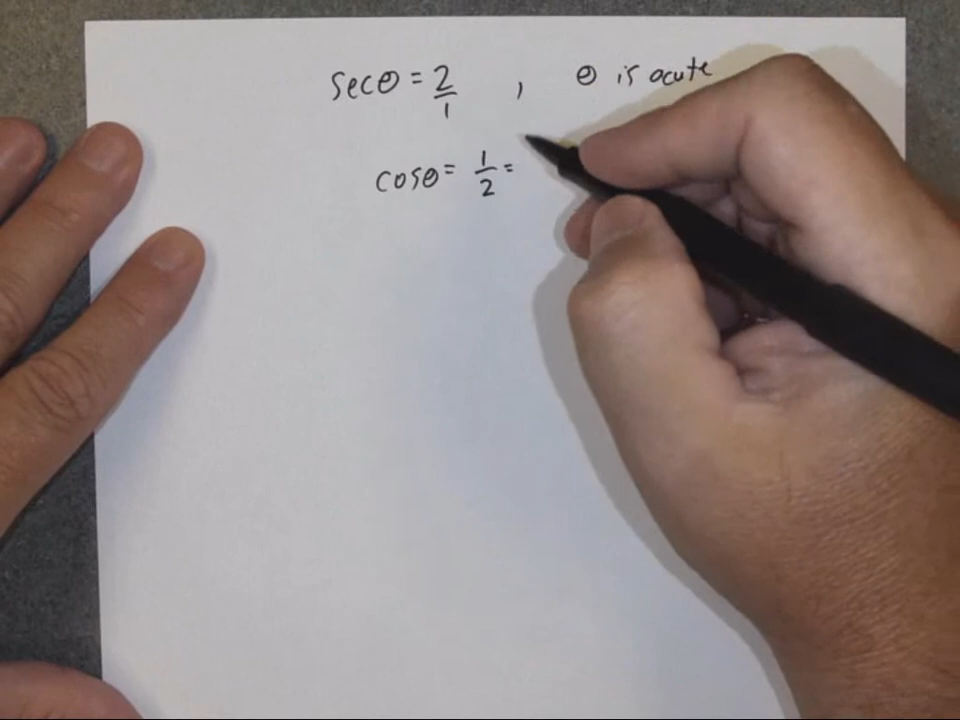 secθ = 2/1 , θ is acute
cosθ = 1/2 =